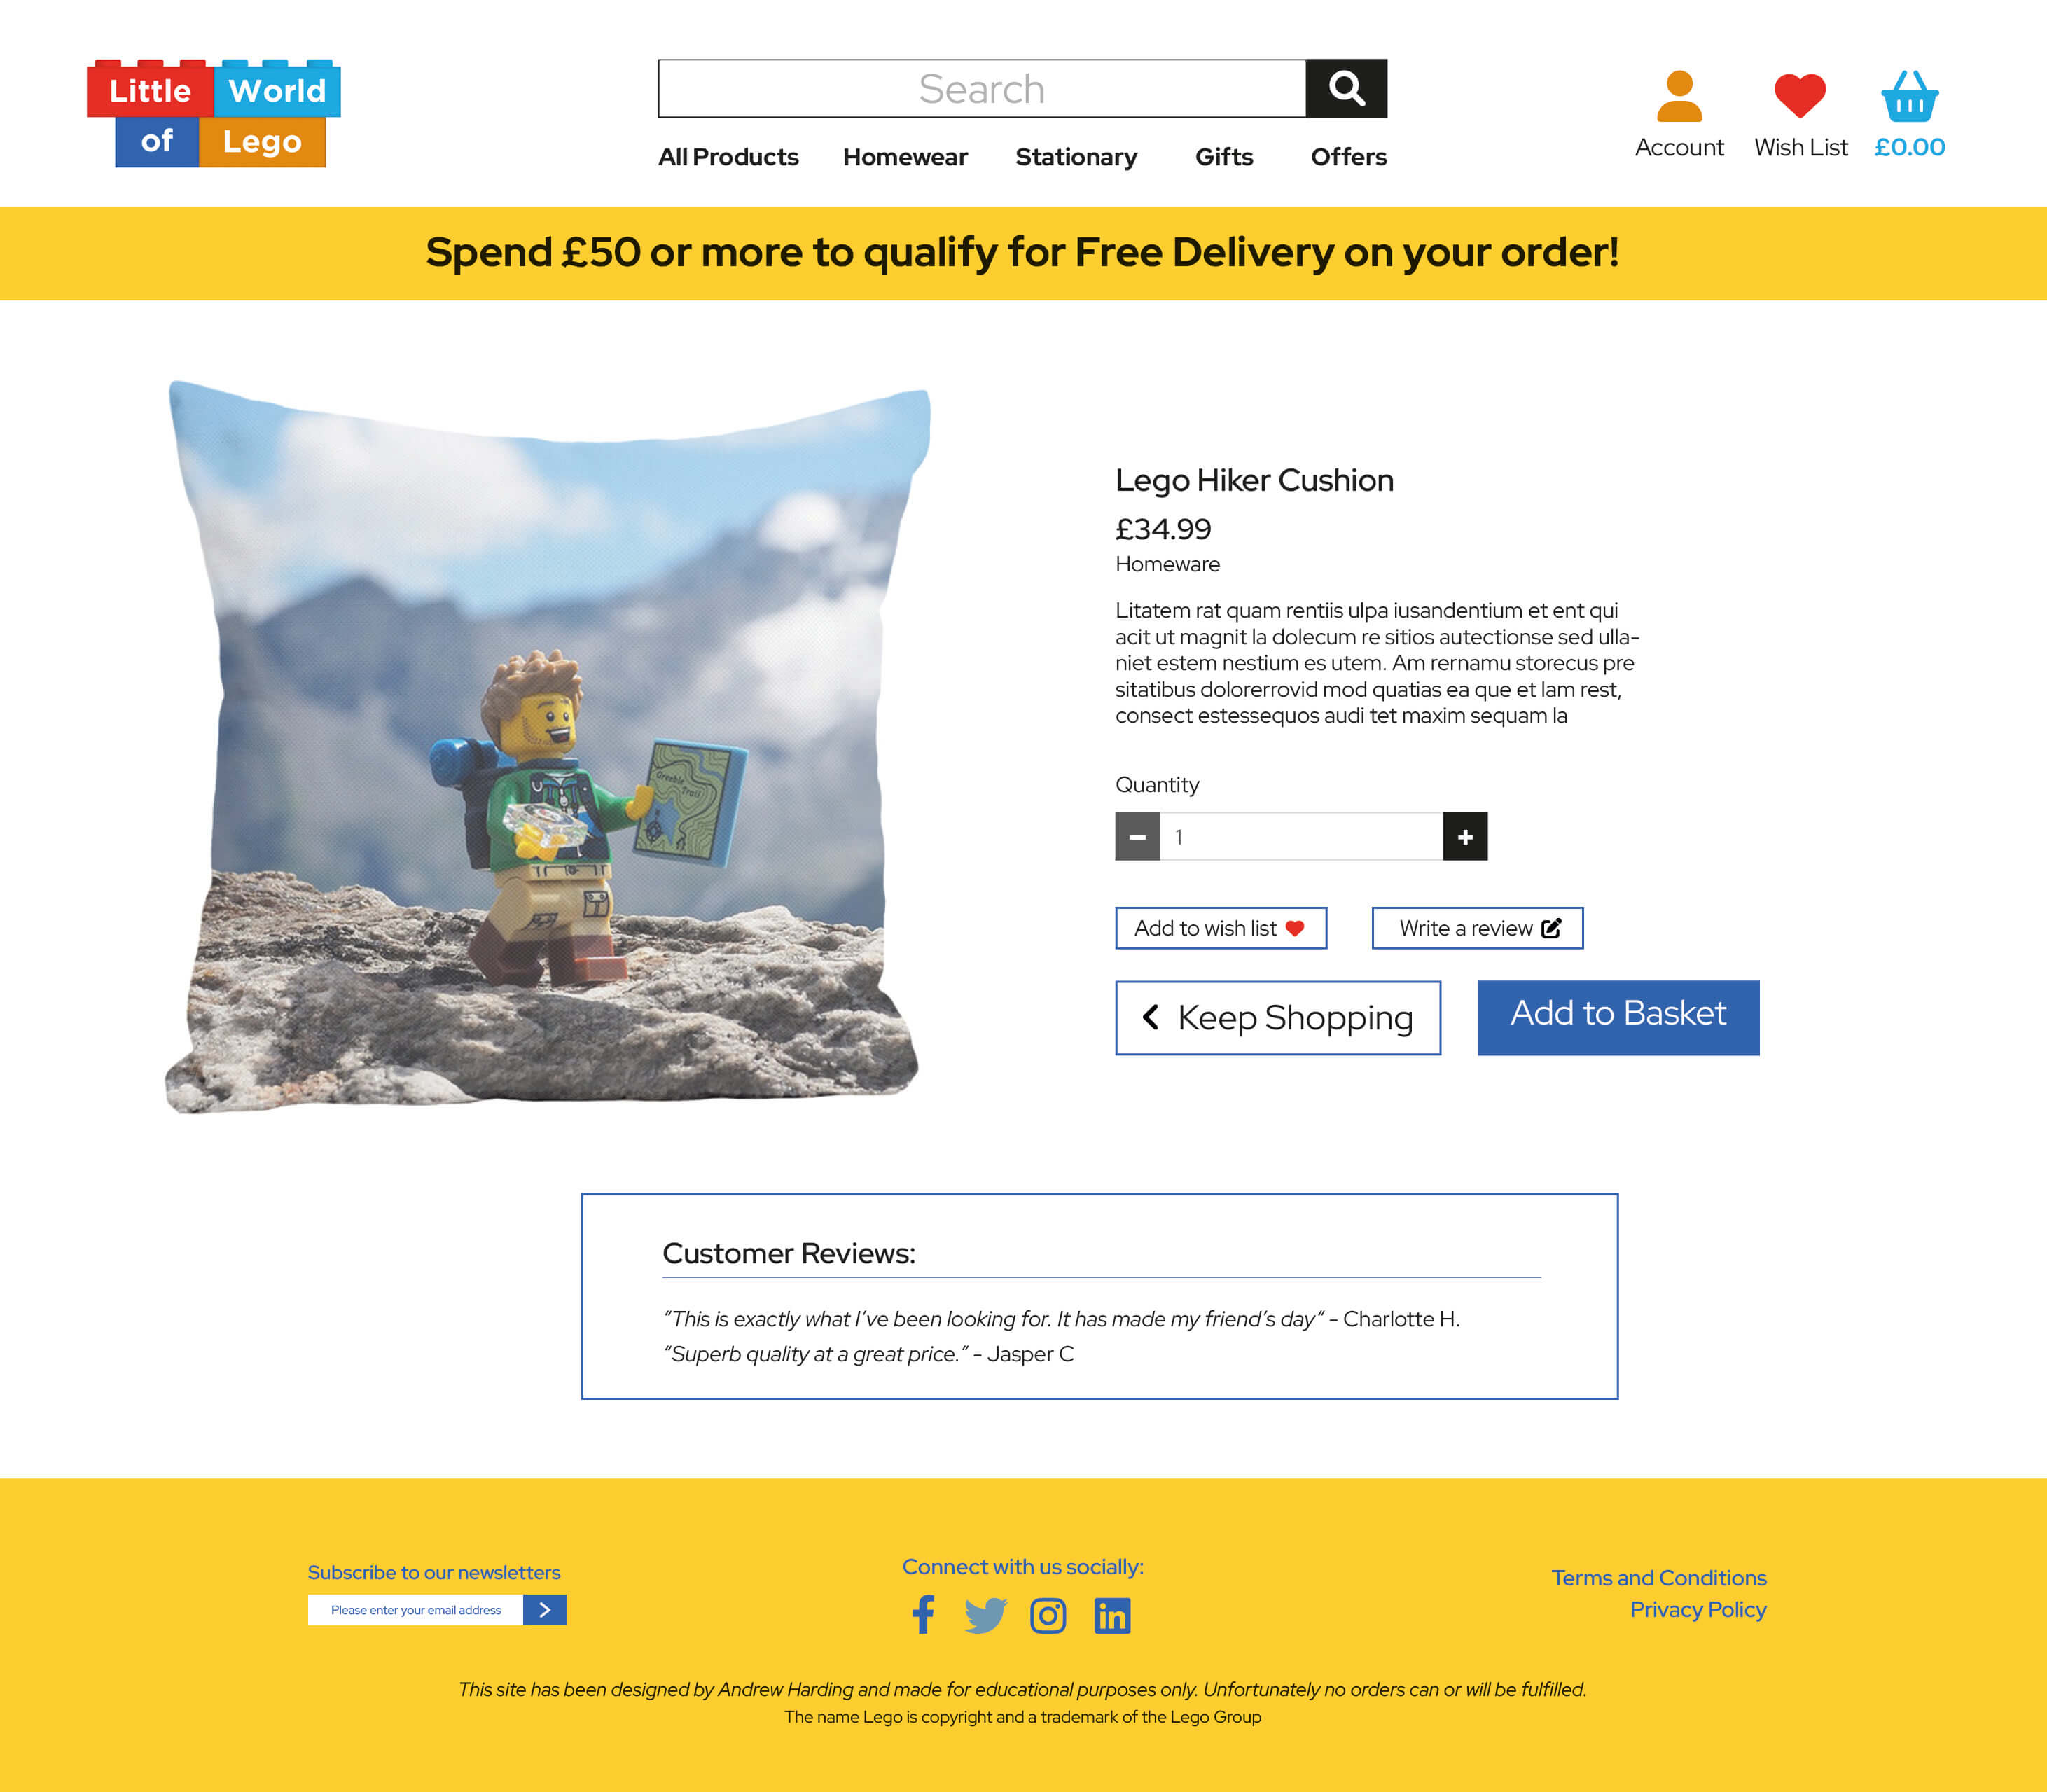 Little World
of Lego
Search
All Products Homewear Stationary Gifts Offers
Account Wish List £0.00
Spend £50 or more to qualify for Free Delivery on your order!
Greeble
Trail
Lego Hiker Cushion
£34.99
Homeware
Litatem rat quam rentiis ulpa iusandentium et ent qui
acit ut magnit la dolecum re sitios autectionse sed ulla-
niet estem nestium es utem. Am rernamu storecus pre
sitatibus dolorerrovid mod quatias ea que et lam rest,
consect estessequos audi tet maxim sequam la
Quantity
1
Add to wish list Write a review
Keep Shopping Add to Basket
Customer Reviews:
“This is exactly what I’ve been looking for. It has made my friend’s day“ - Charlotte H.
“Superb quality at a great price.” - Jasper C
Subscribe to our newsletters
Please enter your email address
Connect with us socially:
Terms and Conditions
Privacy Policy
This site has been designed by Andrew Harding and made for educational purposes only. Unfortunately no orders can or will be fulfilled.
The name Lego is copyright and a trademark of the Lego Group